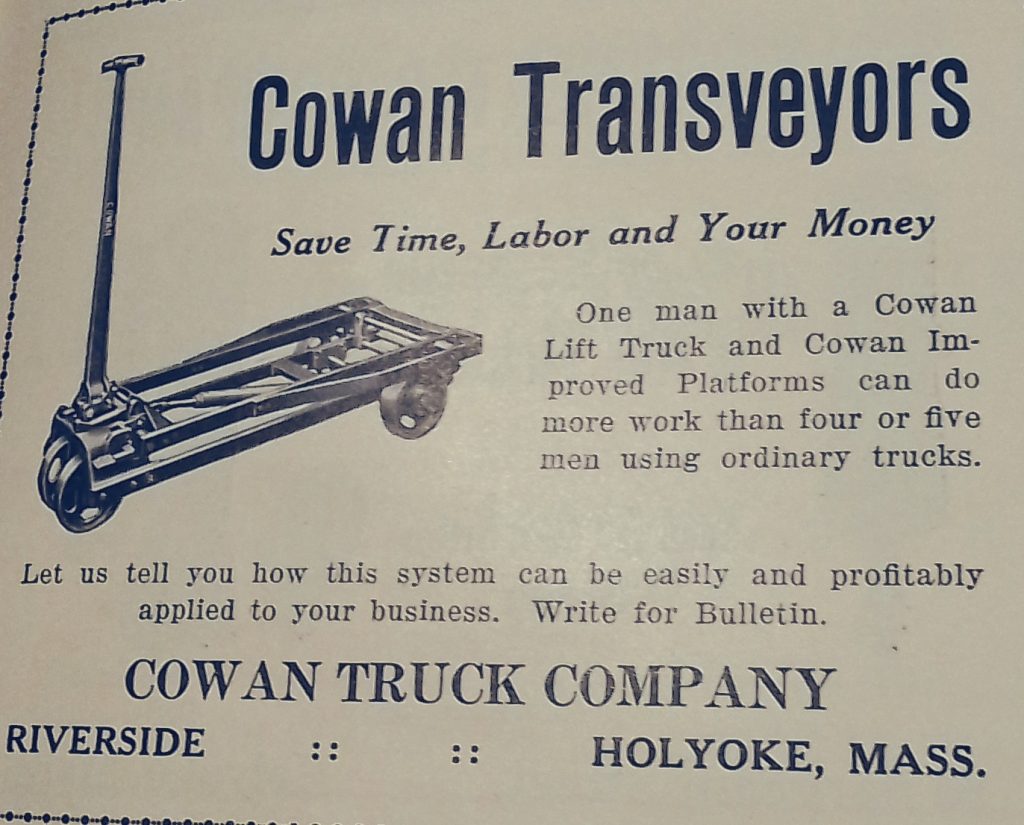 Cowan Transveyors
Save Time, Labor and Your Money
COWAN
One man with a Cowan
Lift Truck and Cowan Im-
proved Platforms can do
more work than four or five
men using ordinary trucks.
Let us tell you how this system can be easily and profitably
applied to your business. Write for Bulletin.
COWAN TRUCK COMPANY
RIVERSIDE :: :: HOLYOKE, MASS.